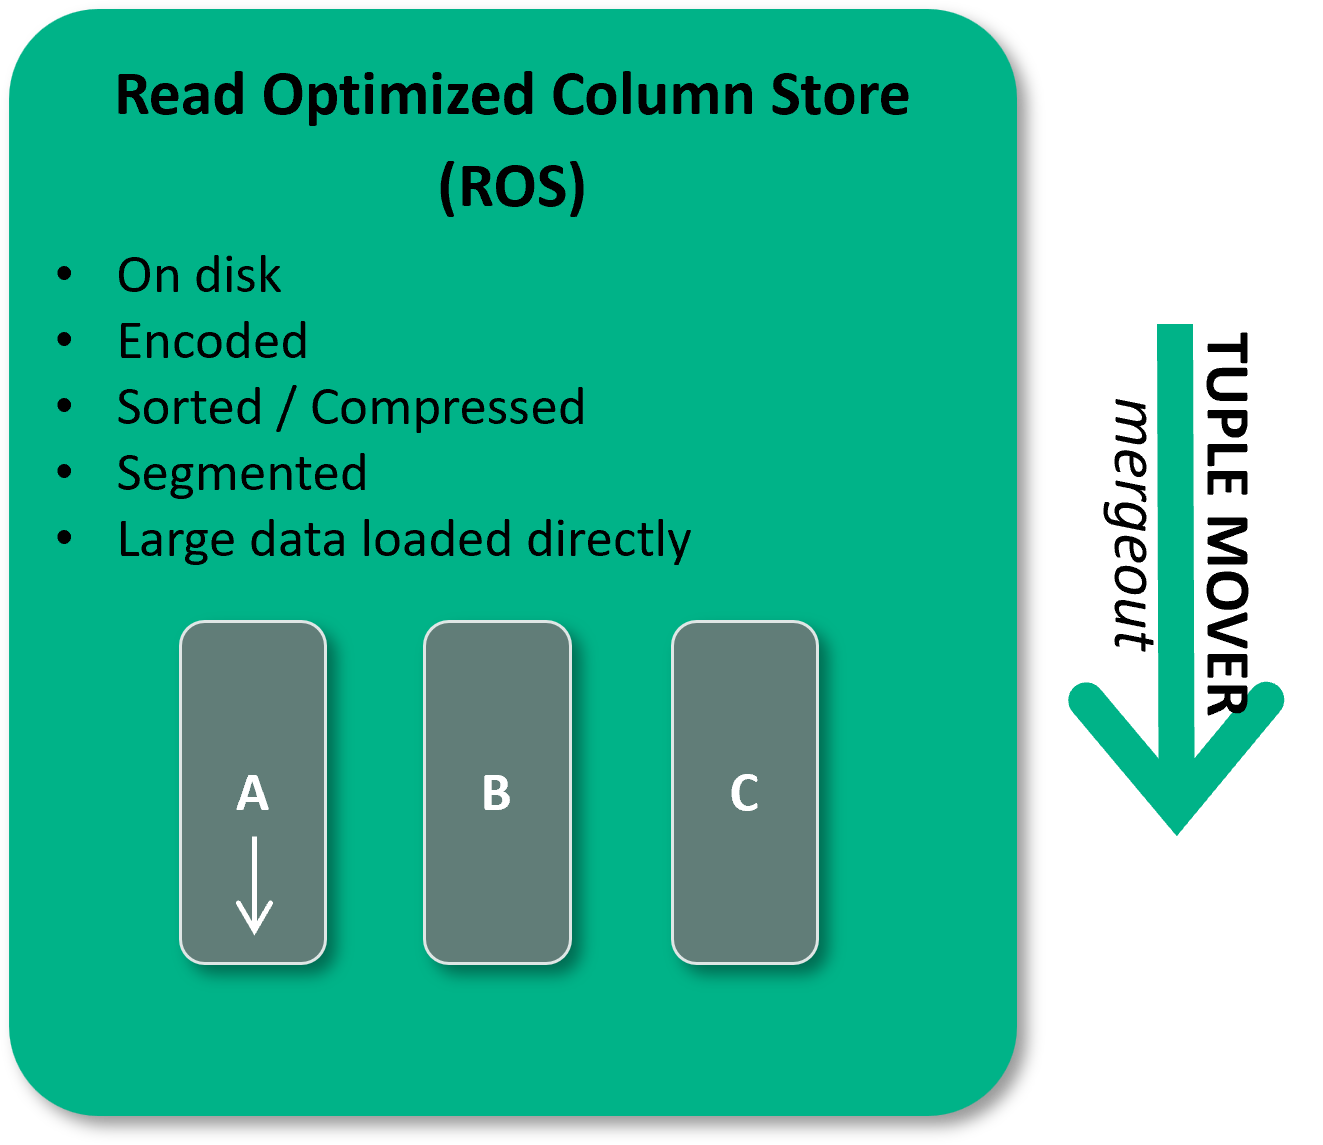 Read Optimized Column Store
(ROS)
• On disk
• Encoded
• Sorted / Compressed
• Segmented
• Large data loaded directly
A
B
C
TUPLE MOVER
mergeout